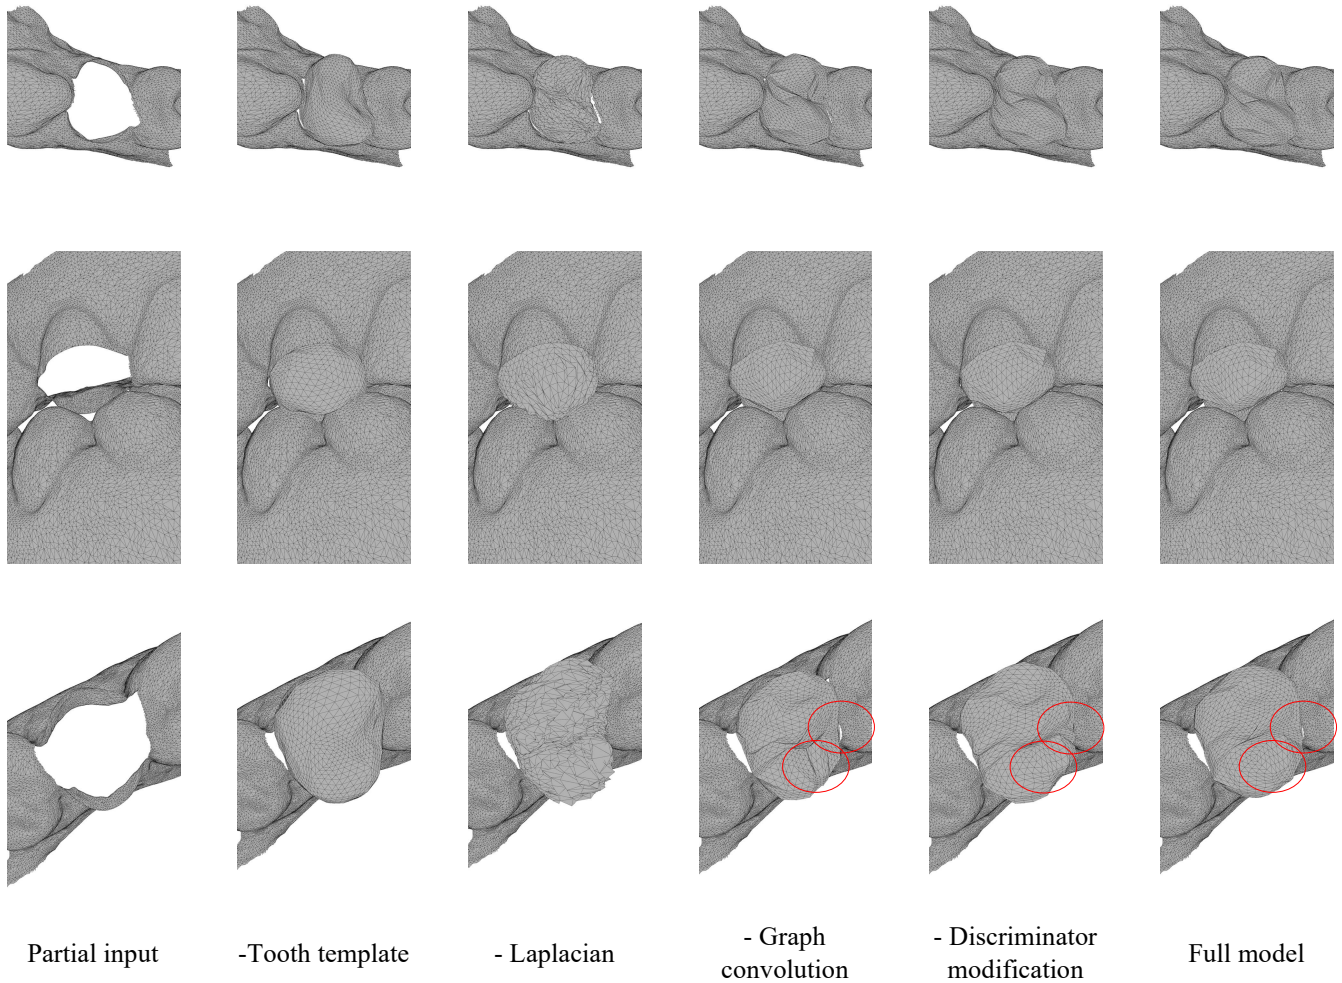 Partial input
-Tooth template
- Laplacian
- Graph
convolution
- Discriminator
modification
Full model